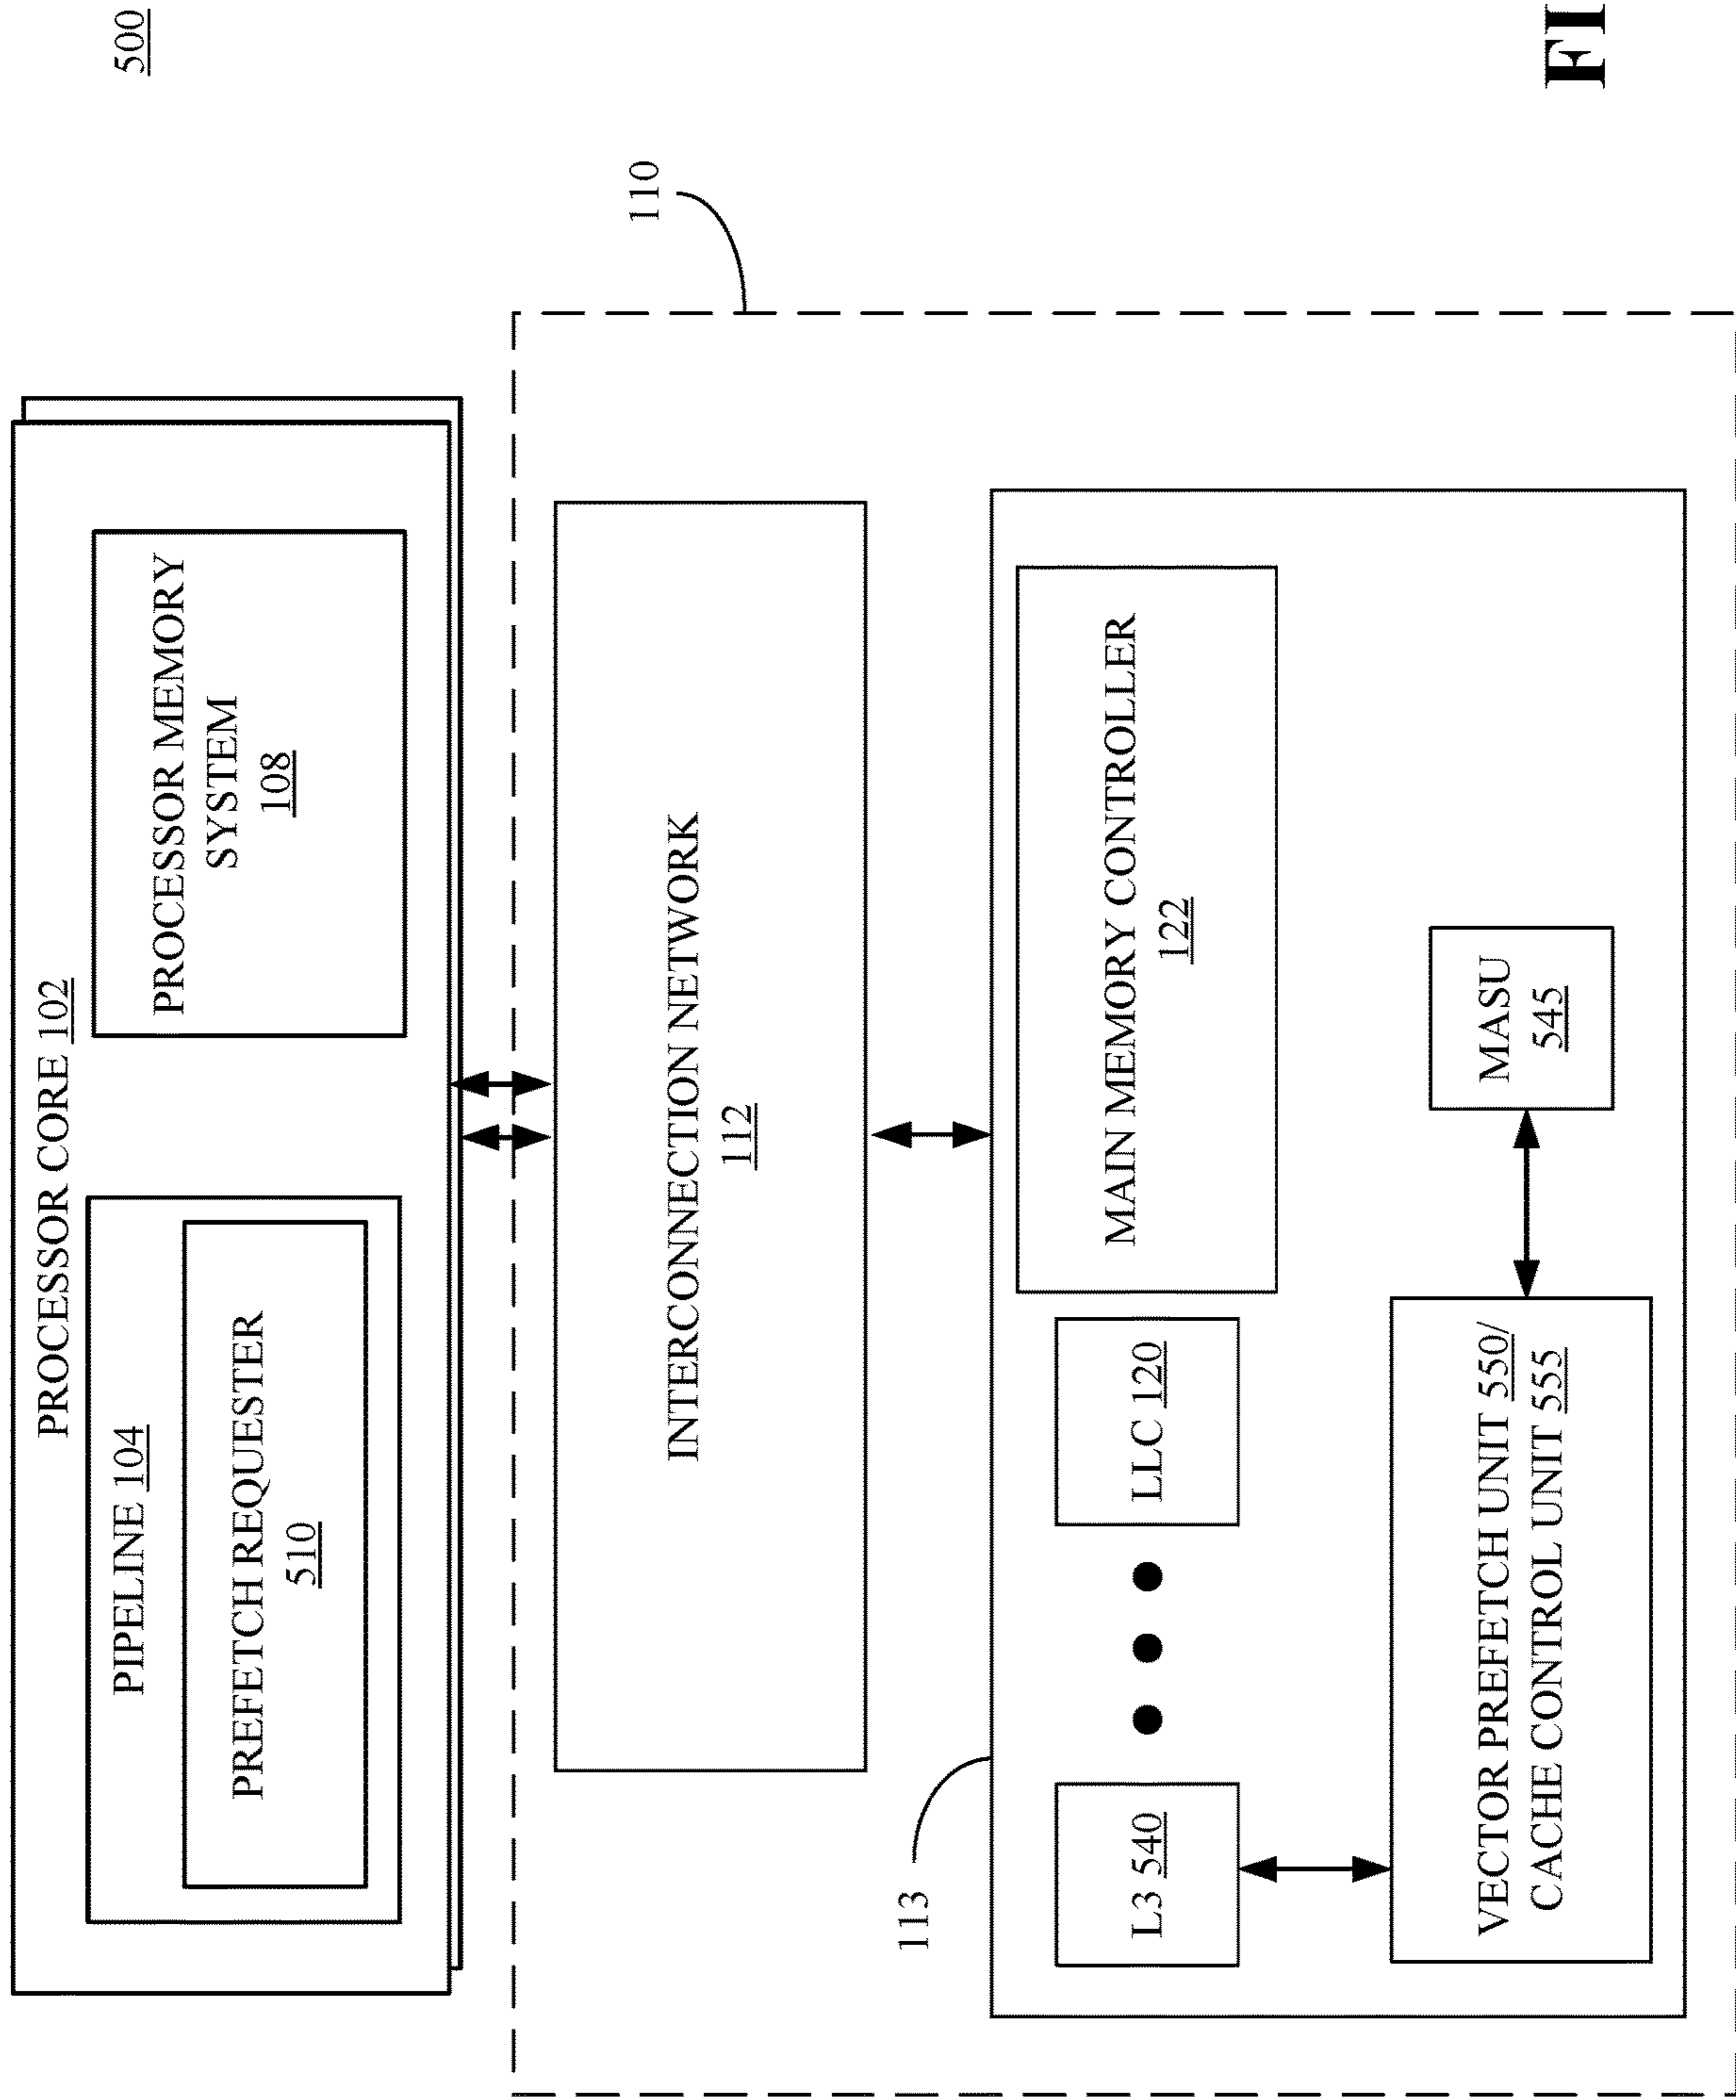 500
PROCESSOR CORE 102
PIPELINE 104
PREFETCH REQUESTER
510
PROCESSOR MEMORY
SYSTEM
108
110
INTERCONNECTION NETWORK
112
113
L3 540
LLC 120
MAIN MEMORY CONTROLLER
122
VECTOR PREFETCH UNIT 550/
CACHE CONTROL UNIT 555
MASU
545
FI